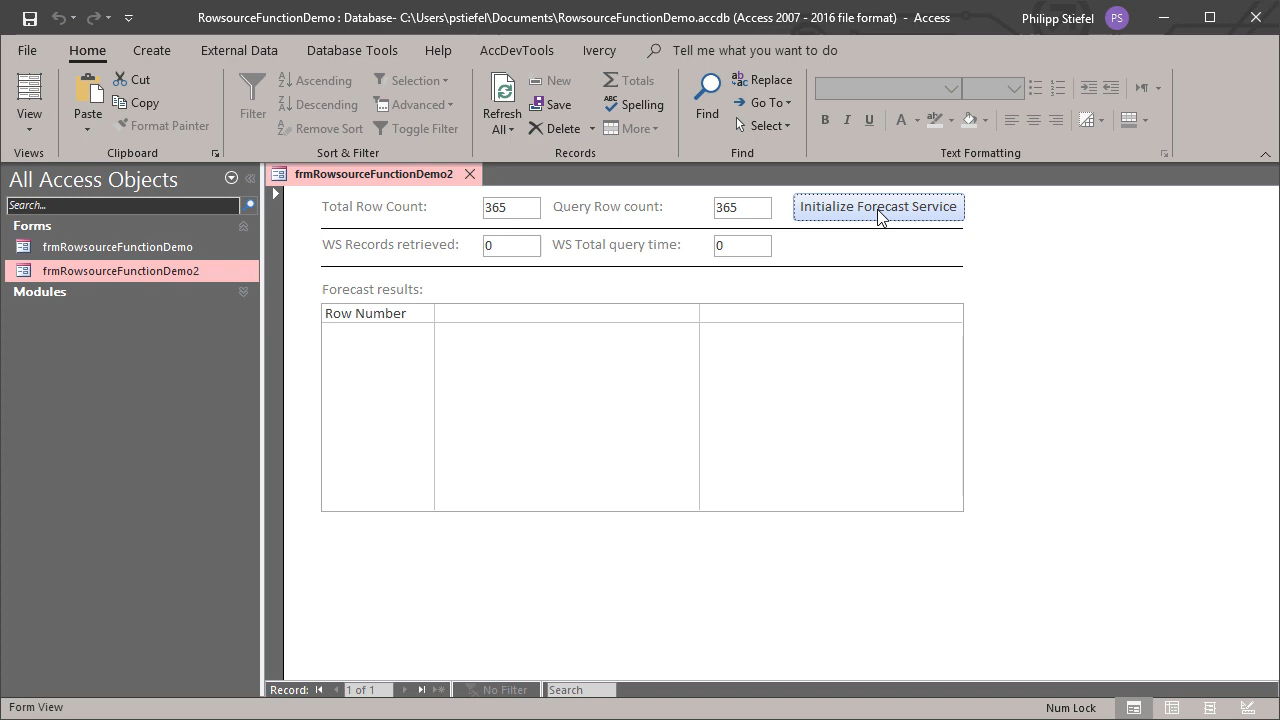 RowsourceFunctionDemo : Database- C:\Users\pstiefel\Documents\RowsourceFunctionDemo.accdb (Access 2007 - 2016 file format) - Access
Philipp Stiefel
PS
File Home Create External Data Database Tools Help AccDevTools Ivercy Tell me what you want to do
View
Views
Paste
Cut
Copy
Format Painter
Clipboard
Filter
Ascending
Descending
Remove Sort
Selection
Advanced
Toggle Filter
Sort & Filter
Refresh
All
New
Save
Delete
Totals
Spelling
More
Records
Find
Replace
Go To
Select
Find
B I U A
Text Formatting
All Access Objects
Search...
Forms
frmRowsourceFunctionDemo
frmRowsourceFunctionDemo2
Modules
frmRowsourceFunctionDemo2
Total Row Count: 365 Query Row count: 365 Initialize Forecast Service
WS Records retrieved: 0 WS Total query time: 0
Forecast results:
Row Number
Record: 1 of 1 No Filter Search
Form View
Num Lock